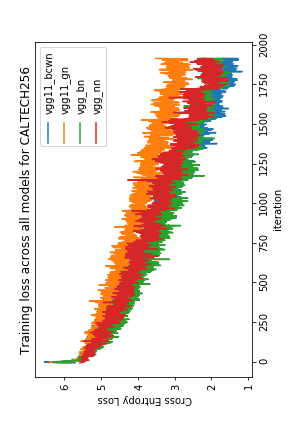 Training loss across all models for CALTECH256
vgg11_bcwn
vgg11_gn
vgg_bn
vgg_nn
Cross Entropy Loss
6
5
4
3
2
1
0
250
500
750
1000
1250
1500
1750
2000
iteration